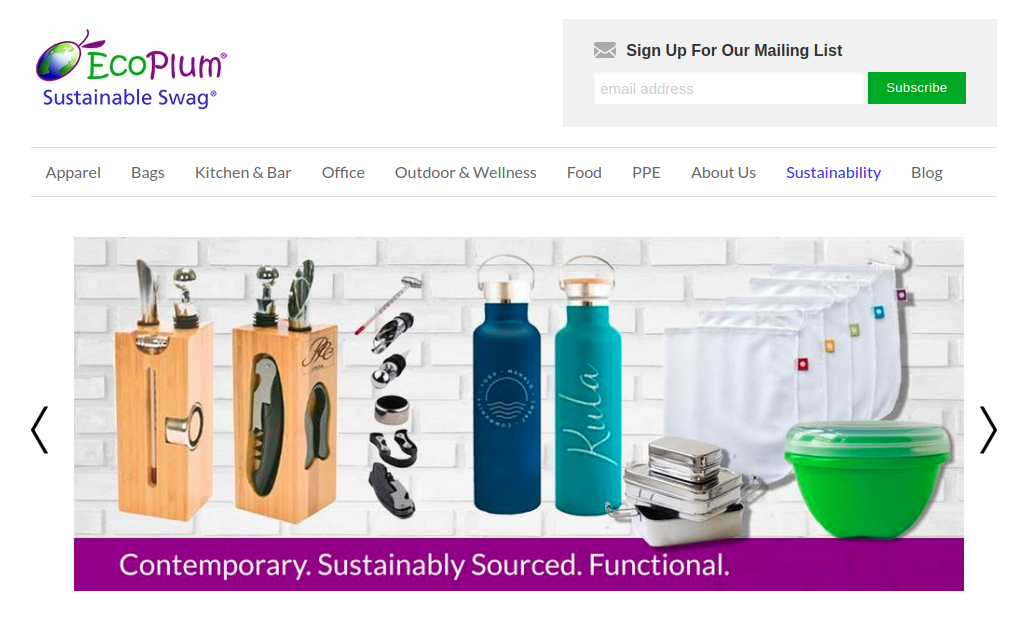 EcoPlum®
Sustainable Swag®
Sign Up For Our Mailing List
email address
Subscribe
Apparel
Bags
Kitchen & Bar
Office
Outdoor & Wellness
Food
PPE
About Us
Sustainability
Blog
Kula
Contemporary. Sustainably Sourced. Functional.